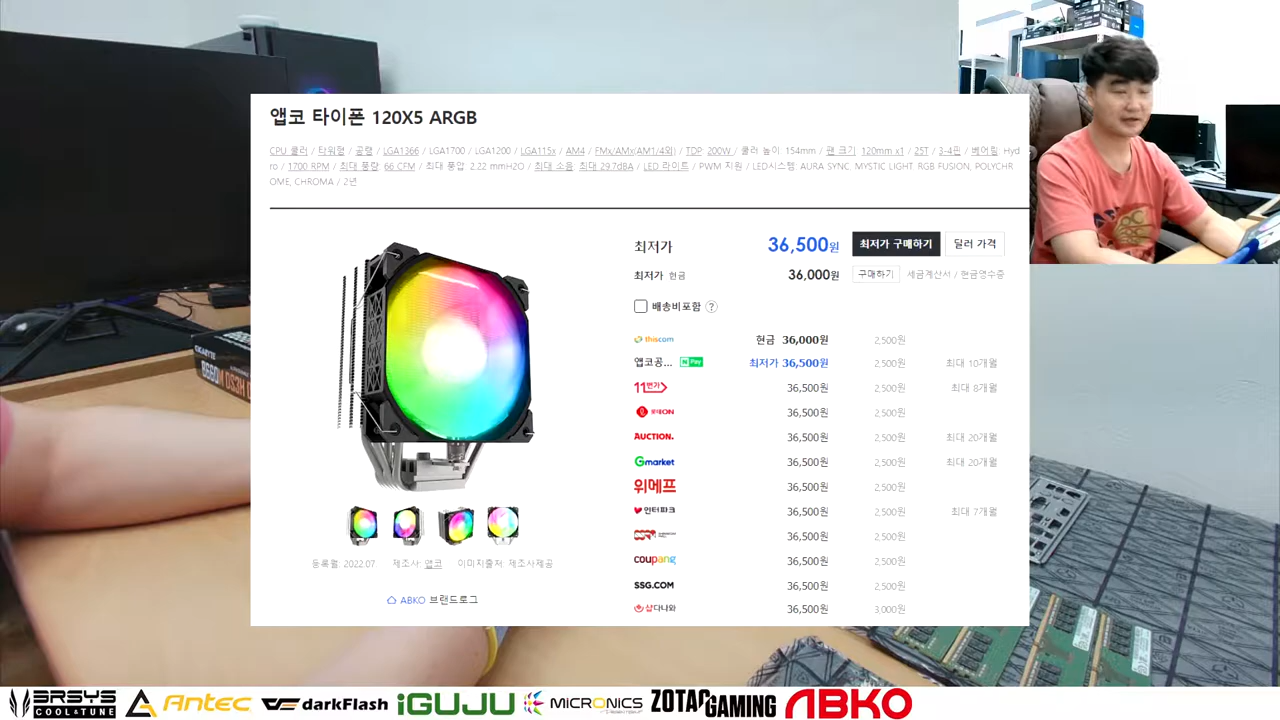 앱코 타이폰 120X5 ARGB
CPU 쿨러 / 타워형 / 공랭 / LGA1366 / LGA1700 / LGA1200 / LGA115x / AM4 / FMx/AMx(AM1/4외) / TDP: 200W / 쿨러 높이: 154mm / 팬 크기: 120mm x1 / 25T / 3-4핀 / 베어링: Hyd
ro / 1700 RPM / 최대 풍량: 66 CFM / 최대 풍압: 2.22 mmH2O / 최대 소음: 최대 29.7dBA / LED 라이트 / PWM 지원 / LED시스템: AURA SYNC, MYSTIC LIGHT, RGB FUSION, POLYCHR
OME, CHROMA / 2년
최저가 36,500원 최저가 구매하기 딜러 가격
최저가 현금 36,000원 구매하기 세금계산서 / 현금영수증
배송비포함 ?
thiscom 현금 36,000원 2,500원
앱코공... N Pay 최저가 36,500원 2,500원 최대 10개월
11번가 36,500원 2,500원 최대 8개월
롯데ON 36,500원 2,500원
AUCTION. 36,500원 2,500원 최대 20개월
Gmarket 36,500원 2,500원 최대 20개월
위메프 36,500원 2,500원
인터파크 36,500원 2,500원 최대 7개월
36,500원 2,500원
coupang 36,500원 2,500원
SSG.COM 36,500원 2,500원
샵다나와 36,500원 3,000원
등록월: 2022.07. 제조사: 앱코 이미지출처: 제조사제공
ABKO 브랜드로그
GIGABYTE
B660M DS3H
3RSYS
COOL & TUNE
Antec
darkFlash
iGUJU
MICRONICS
ZOTAC GAMING
ABKO